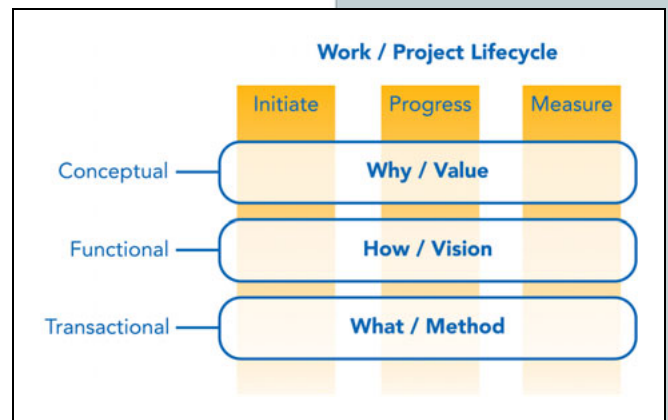 Work / Project Lifecycle
Initiate Progress Measure
Conceptual Why / Value
Functional How / Vision
Transactional What / Method